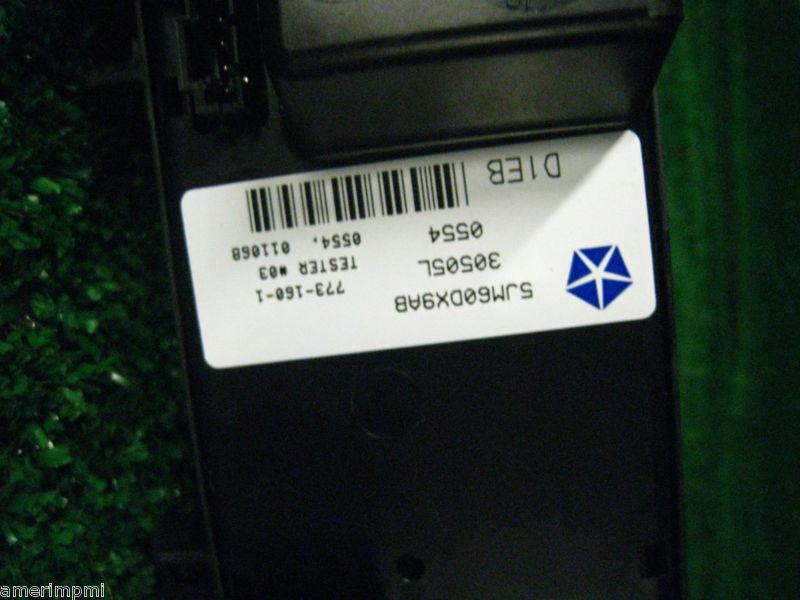 5JM60DX9AB
30505L
0554
D1EB
773-160-1
TESTER #03
0554. 011068
amerimpmi